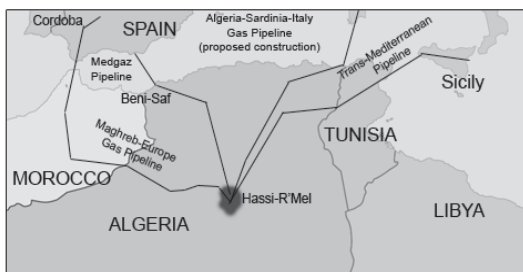 Cordoba
SPAIN
Algeria-Sardinia-Italy
Gas Pipeline
(proposed construction)
Medgaz
Pipeline
Trans-Mediterranean
Pipeline
Sicily
Beni-Saf
Maghreb-Europe
Gas Pipeline
TUNISIA
MOROCCO
Hassi-R'Mel
ALGERIA
LIBYA